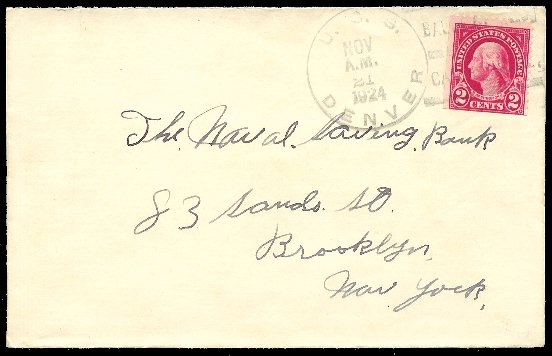 U.S.S.
NOV
A.M.
21
1924
DENVER
UNITED STATES POSTAGE
2 CENTS 2
The Naval Saving Bank
83 Sands St.
Brooklyn,
New York,